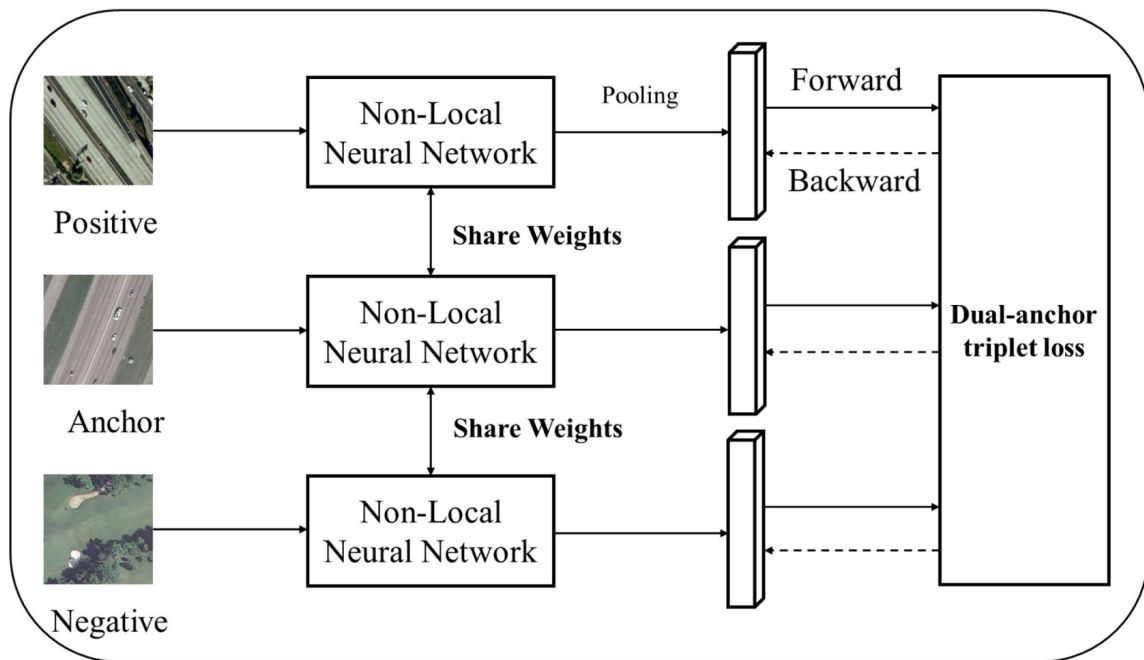 Positive
Non-Local
Neural Network
Pooling
Forward
Backward
Share Weights
Anchor
Non-Local
Neural Network
Dual-anchor
triplet loss
Share Weights
Negative
Non-Local
Neural Network